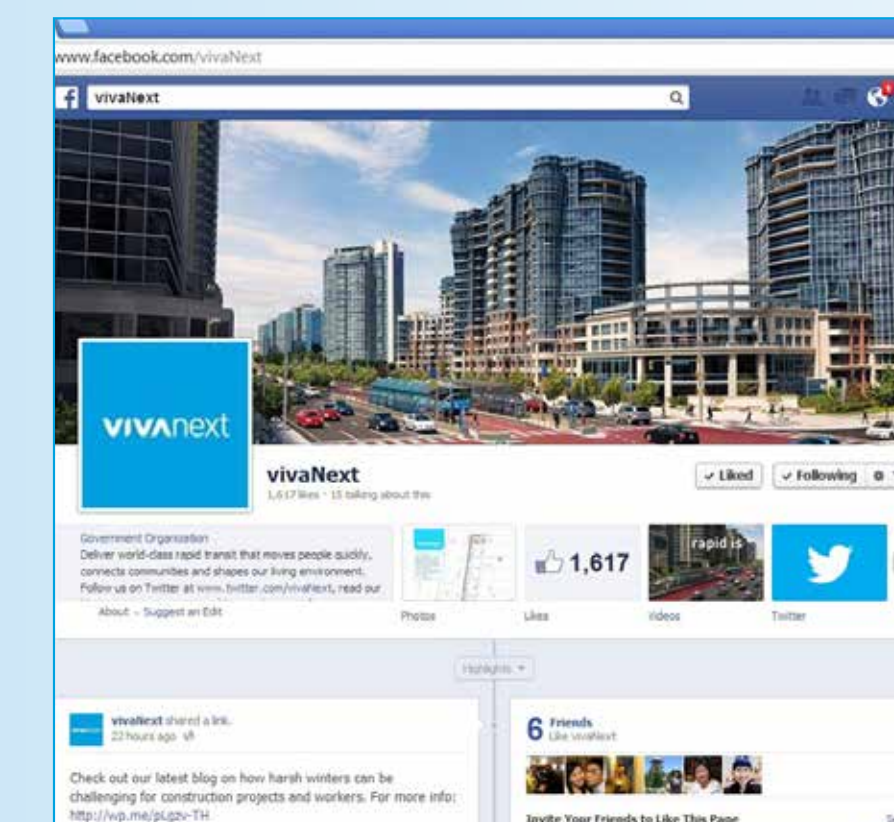 www.facebook.com/vivaNext
f vivaNext
vivanext
vivaNext
1,617 likes · 15 talking about this
✓ Liked
✓ Following
Government Organization
Deliver world-class rapid transit that moves people quickly,
connects communities and shapes our living environment.
Follow us on Twitter at www.twitter.com/vivaNext, read our
About - Suggest an Edit
Photos
1,617
Likes
rapid is
Videos
Twitter
Highlights
vivaNext shared a link.
22 hours ago
Check out our latest blog on how harsh winters can be
challenging for construction projects and workers. For more info:
http://wp.me/pLgzv-TH
6 Friends
Like vivaNext
Invite Your Friends to Like This Page